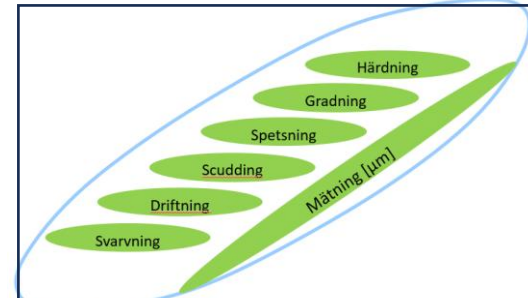 Härdning
Gradning
Spetsning
Scudding
Driftning
Svarvning
Mätning [µm]